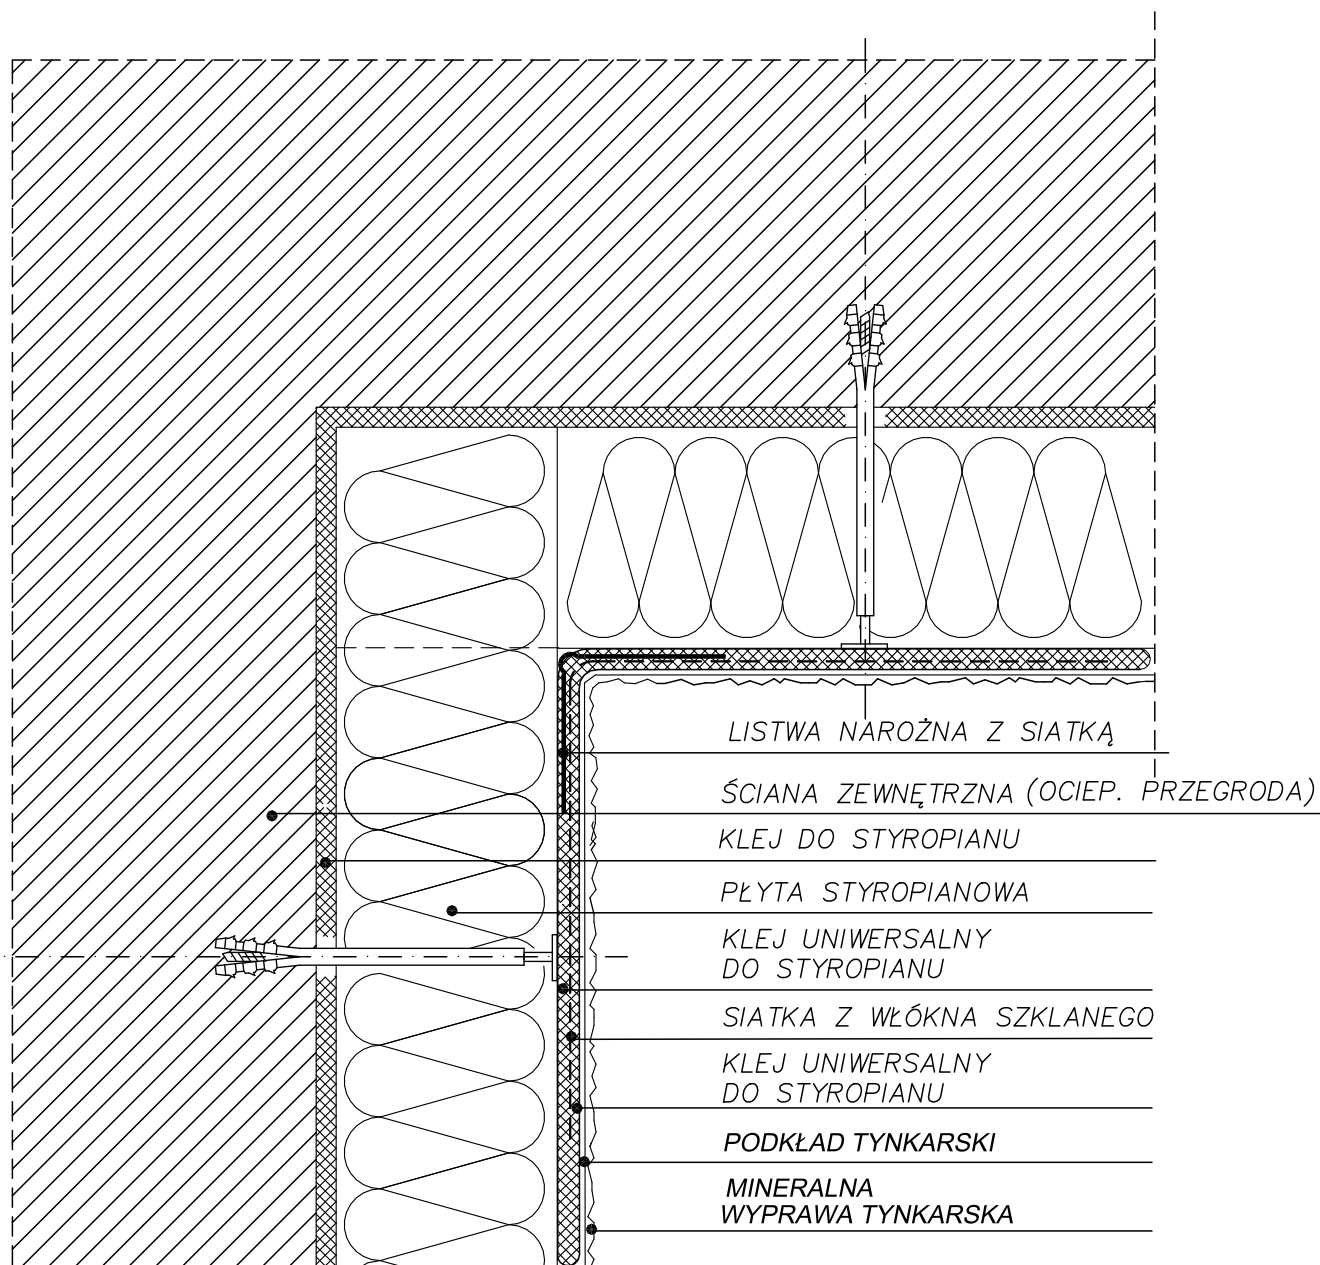 LISTWA NAROŻNA Z SIATKĄ
ŚCIANA ZEWNĘTRZNA (OCIEP. PRZEGRODA)
KLEJ DO STYROPIANU
PŁYTA STYROPIANOWA
KLEJ UNIWERSALNY
DO STYROPIANU
SIATKA Z WŁÓKNA SZKLANEGO
KLEJ UNIWERSALNY
DO STYROPIANU
PODKŁAD TYNKARSKI
MINERALNA
WYPRAWA TYNKARSKA